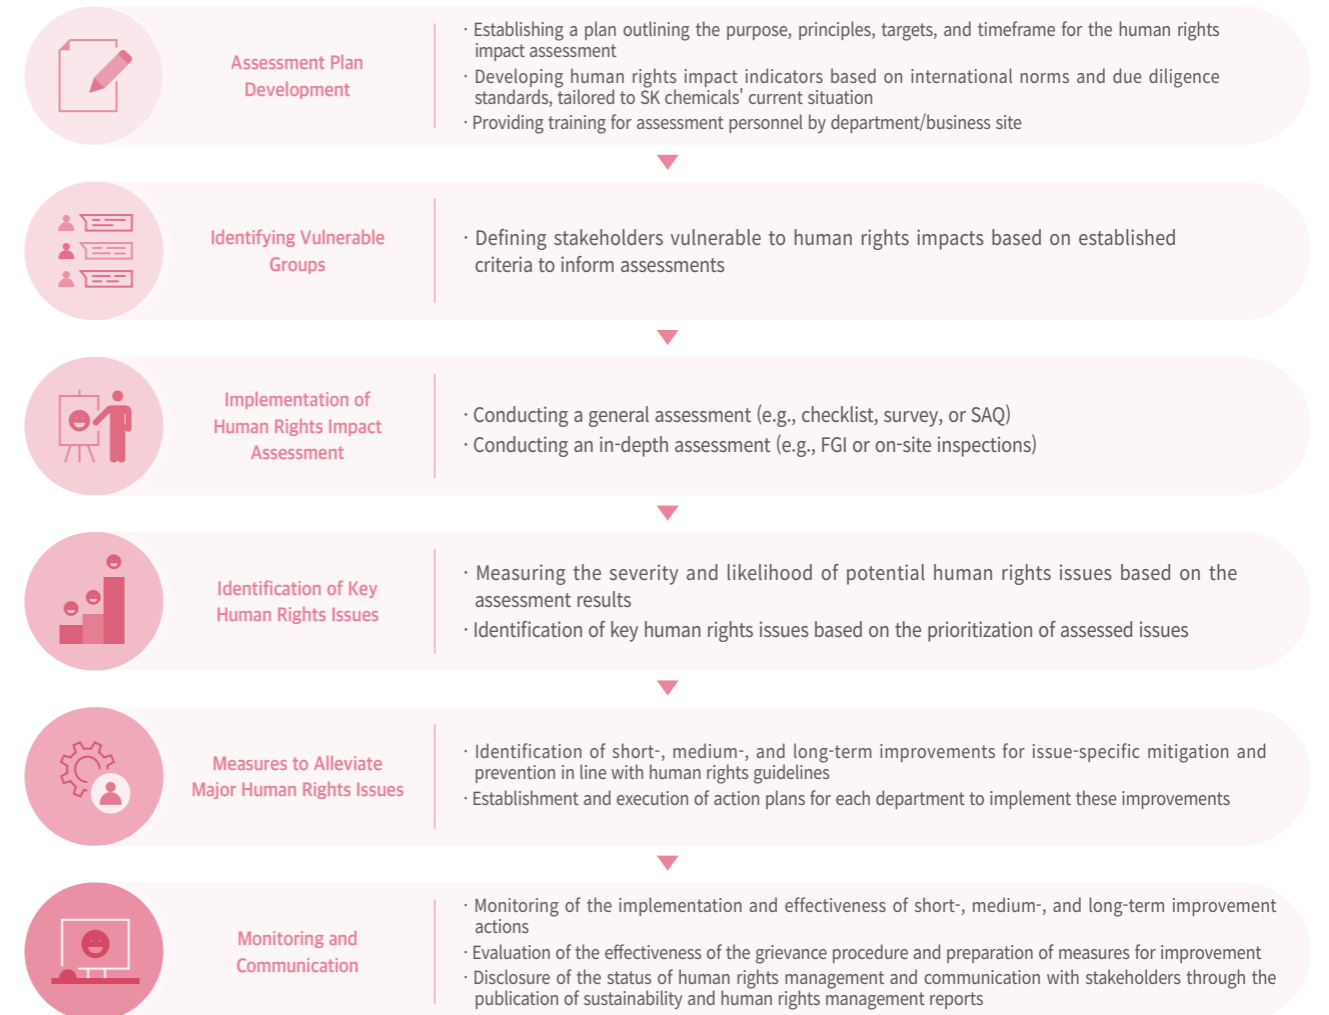 Assessment Plan
Development
· Establishing a plan outlining the purpose, principles, targets, and timeframe for the human rights
impact assessment
· Developing human rights impact indicators based on international norms and due diligence
standards, tailored to SK chemicals' current situation
· Providing training for assessment personnel by department/business site
Identifying Vulnerable
Groups
· Defining stakeholders vulnerable to human rights impacts based on established
criteria to inform assessments
Implementation of
Human Rights Impact
Assessment
· Conducting a general assessment (e.g., checklist, survey, or SAQ)
· Conducting an in-depth assessment (e.g., FGI or on-site inspections)
Identification of Key
Human Rights Issues
· Measuring the severity and likelihood of potential human rights issues based on the
assessment results
· Identification of key human rights issues based on the prioritization of assessed issues
Measures to Alleviate
Major Human Rights Issues
· Identification of short-, medium-, and long-term improvements for issue-specific mitigation and
prevention in line with human rights guidelines
· Establishment and execution of action plans for each department to implement these improvements
Monitoring and
Communication
· Monitoring of the implementation and effectiveness of short-, medium-, and long-term improvement
actions
· Evaluation of the effectiveness of the grievance procedure and preparation of measures for improvement
· Disclosure of the status of human rights management and communication with stakeholders through the
publication of sustainability and human rights management reports